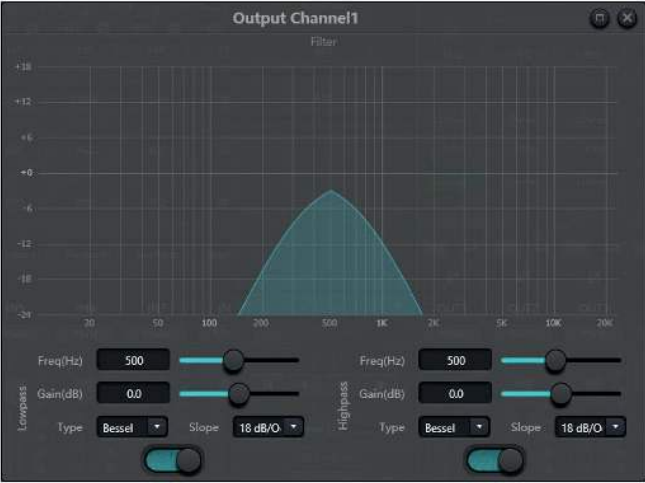 Output Channel1
Filter
+18
+12
+6
+0
-6
-12
-18
-24
20 50 100 200 500 1K 2K 5K 10K 20K
Freq(Hz) 500 Freq(Hz) 500
Lowpass Gain(dB) 0.0 Highpass Gain(dB) 0.0
Type Bessel Slope 18 dB/O Type Bessel Slope 18 dB/O